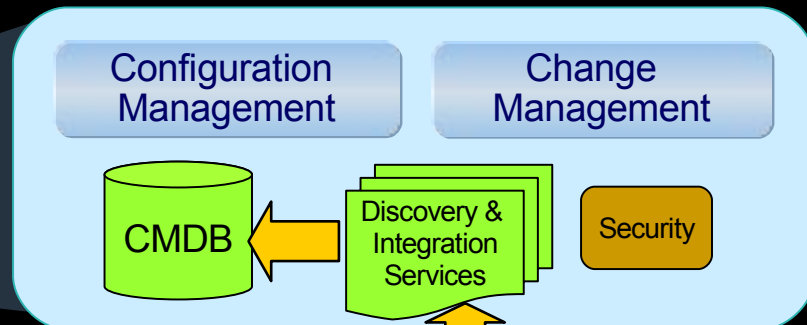 Configuration
Management
Change
Management
CMDB
Discovery &
Integration
Services
Security